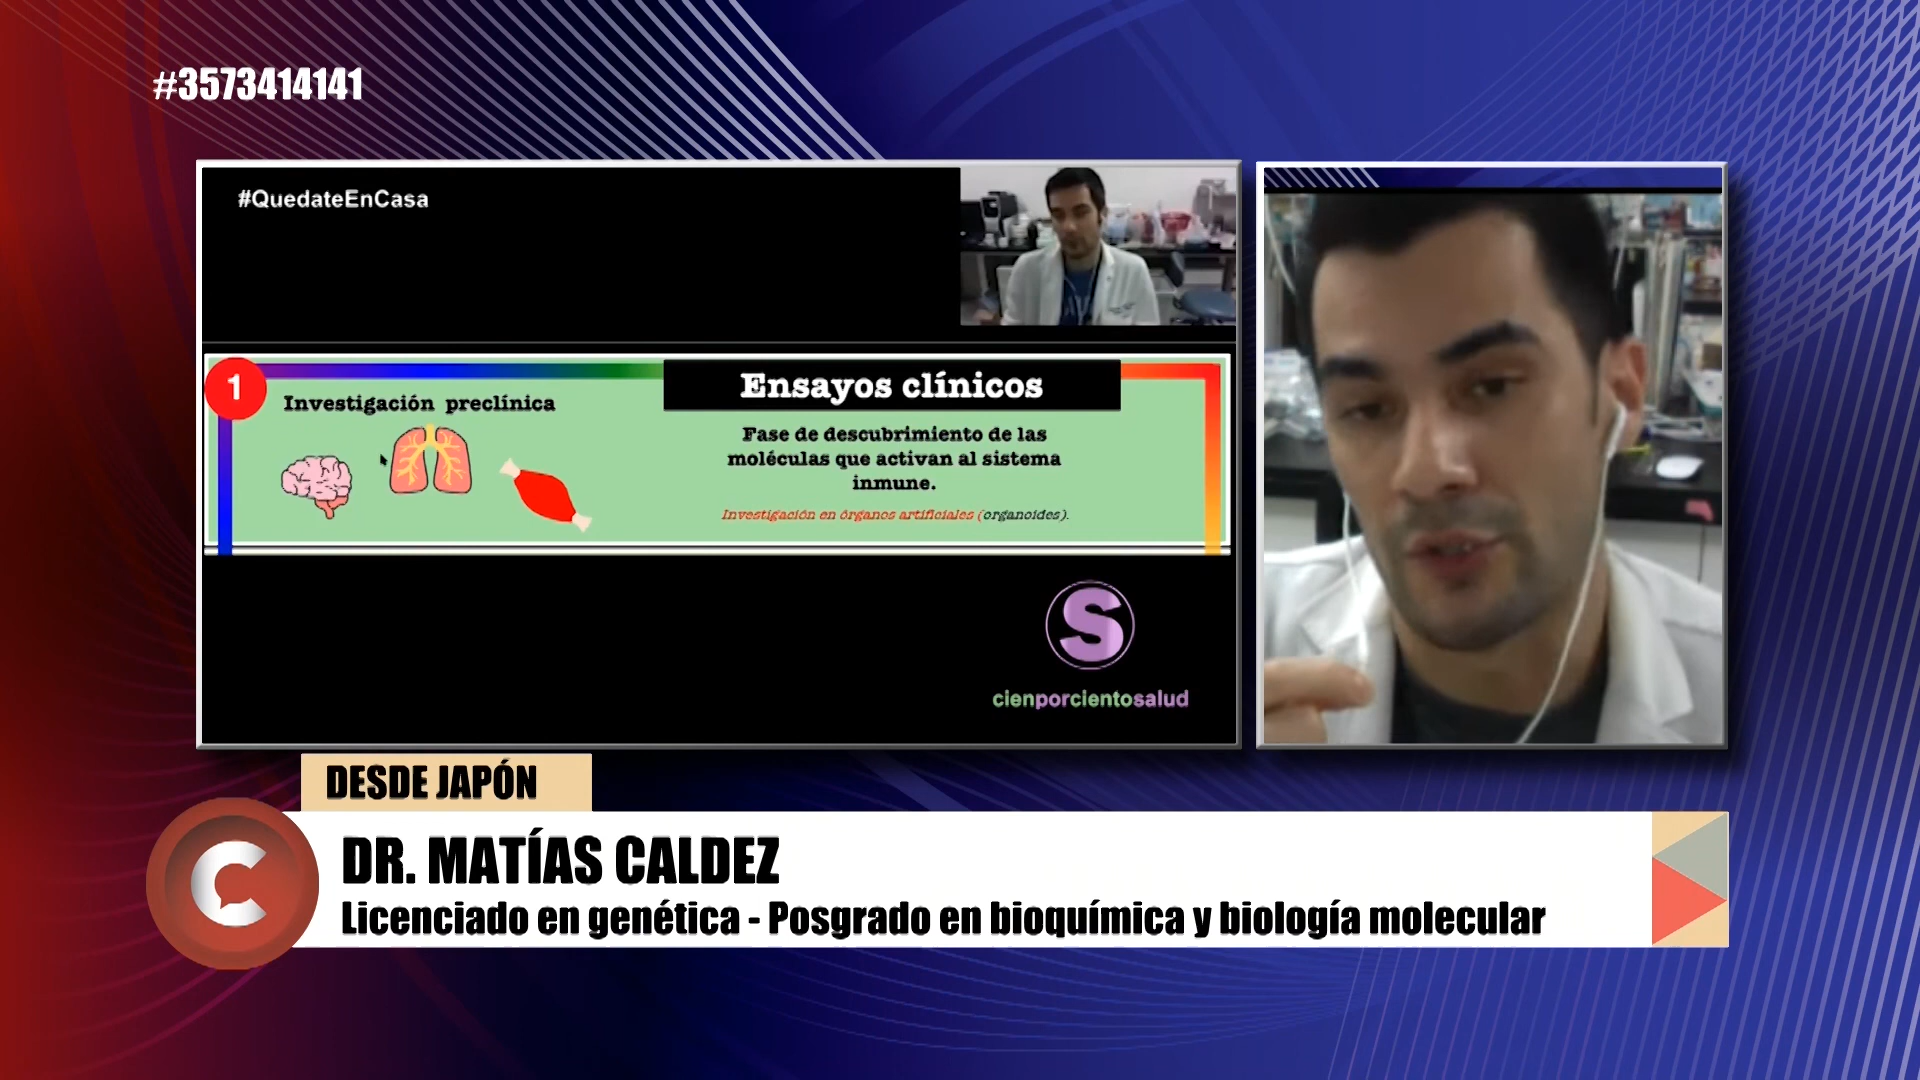 #3573414141
#QuedateEnCasa
1
Investigación preclínica
Ensayos clínicos
Fase de descubrimiento de las
moléculas que activan al sistema
inmune.
Investigación en órganos artificiales (organoides).
S
cienporcientosalud
DESDE JAPÓN
C
DR. MATÍAS CALDEZ
Licenciado en genética - Posgrado en bioquímica y biología molecular